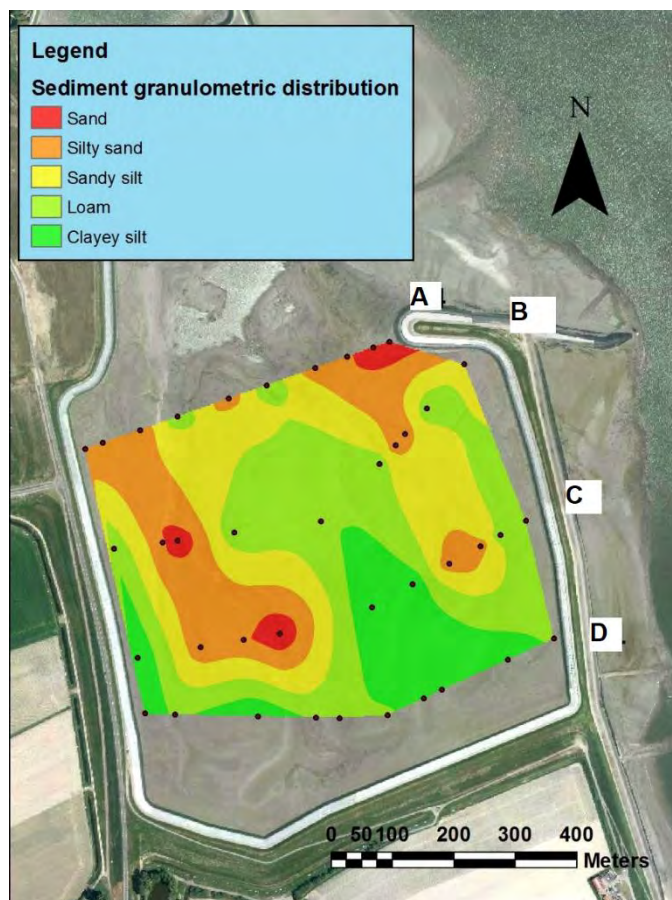 Legend
Sediment granulometric distribution
Sand
Silty sand
Sandy silt
Loam
Clayey silt
N
A
B
C
D
0 50 100 200 300 400
Meters